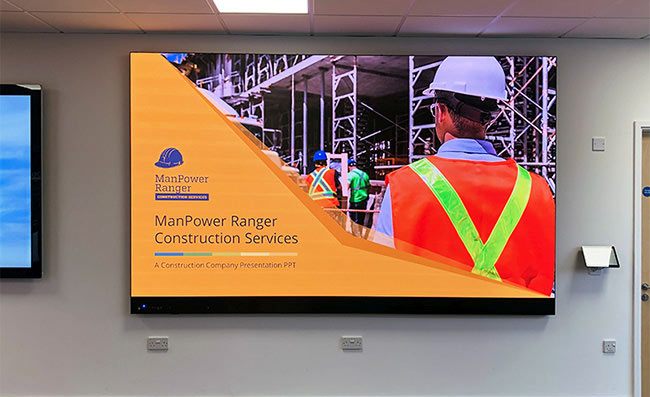 ManPower
Ranger
CONSTRUCTION SERVICES
ManPower Ranger
Construction Services
A Construction Company Presentation PPT